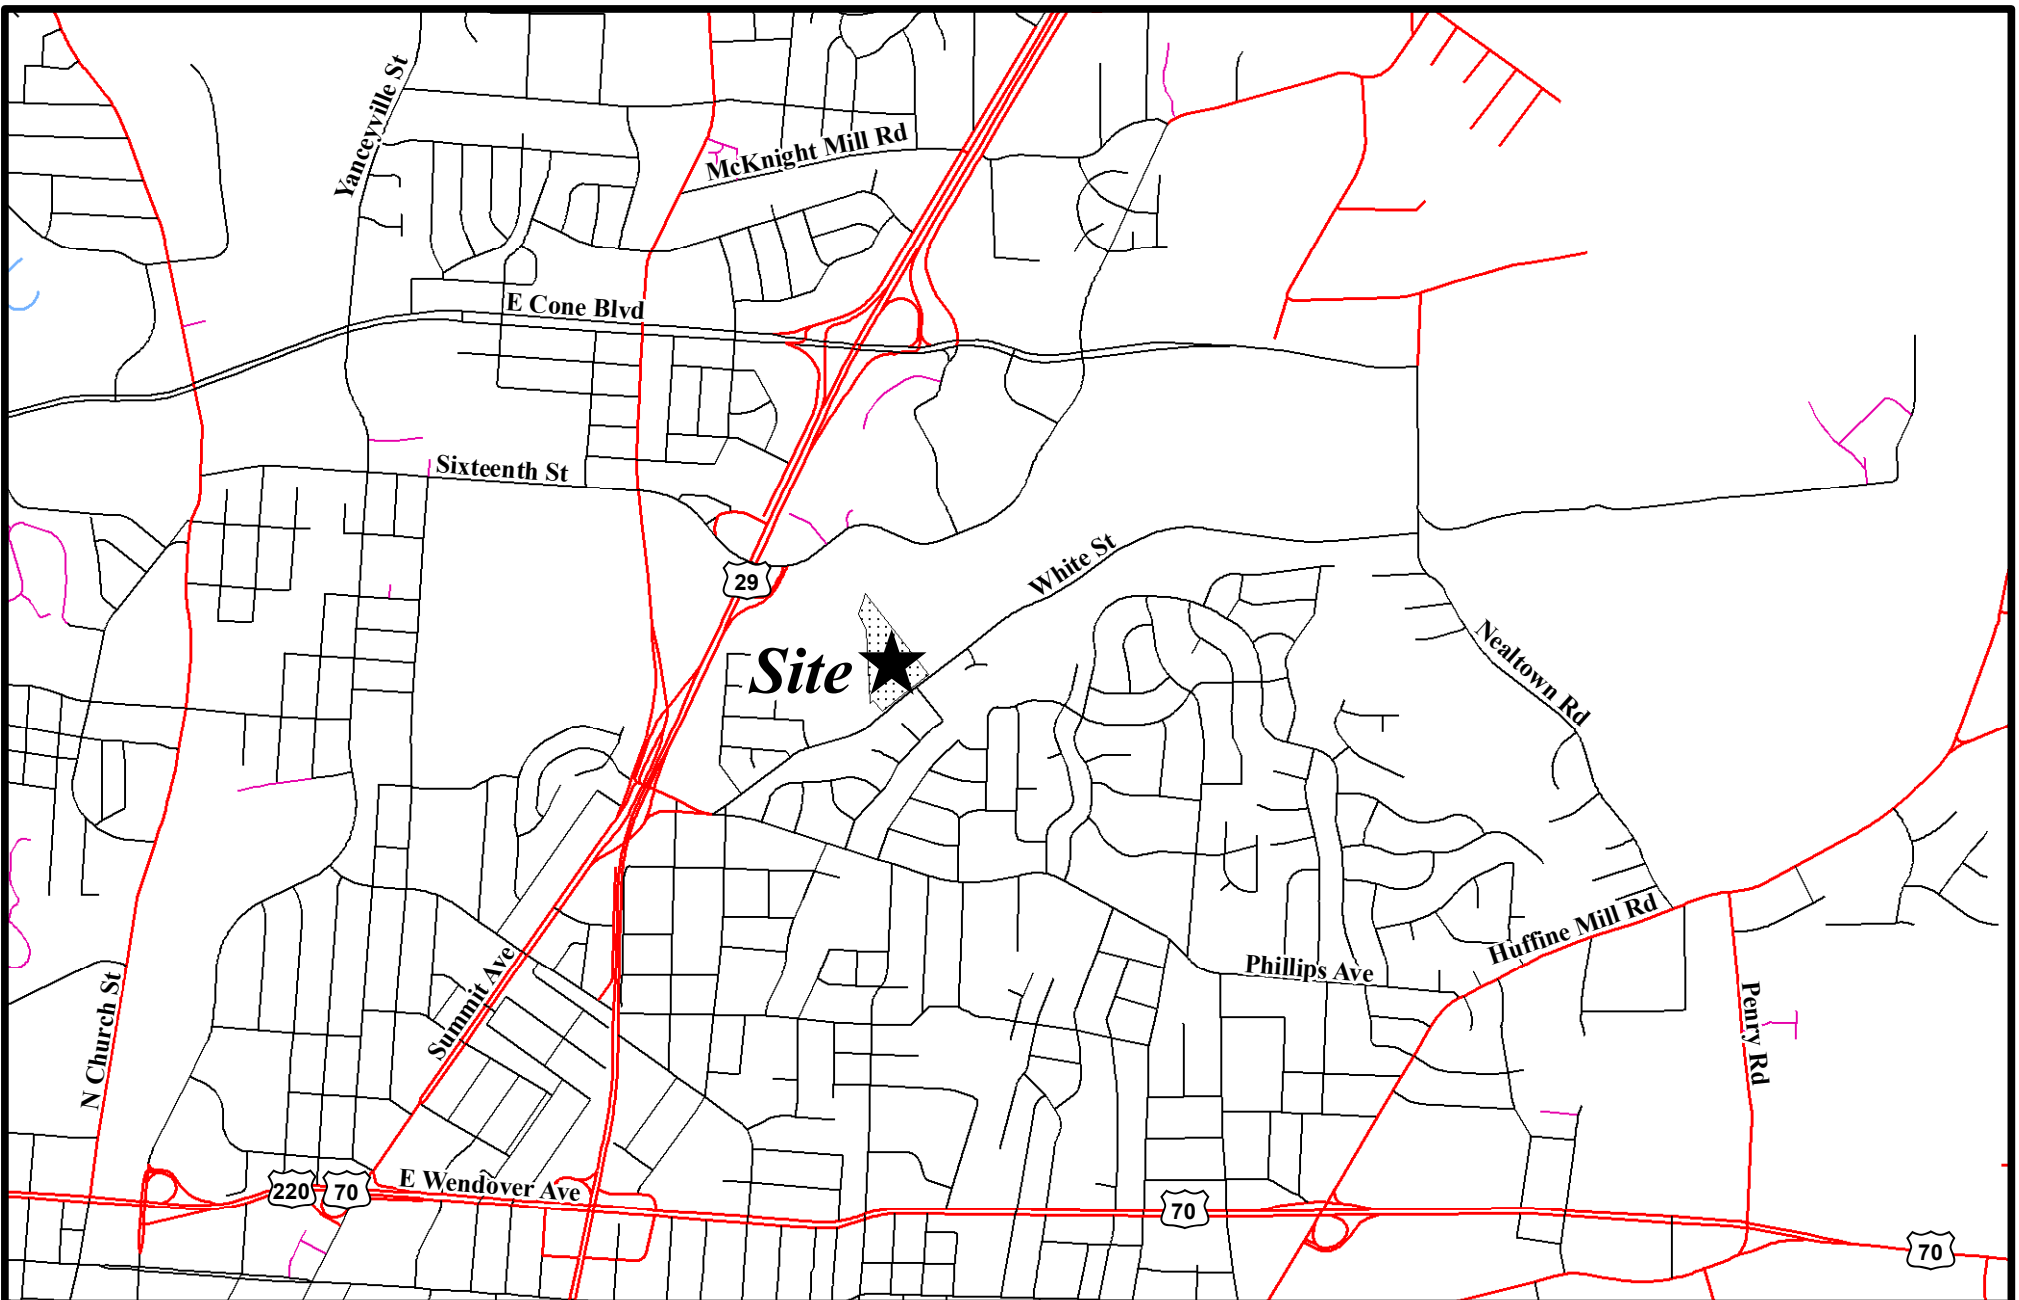 Yanceyville St
McKnight Mill Rd
E Cone Blvd
Sixteenth St
White St
29
Site
Nealtown Rd
Huffine Mill Rd
Phillips Ave
Summit Ave
N Church St
Penry Rd
E Wendover Ave
220
70
70
70